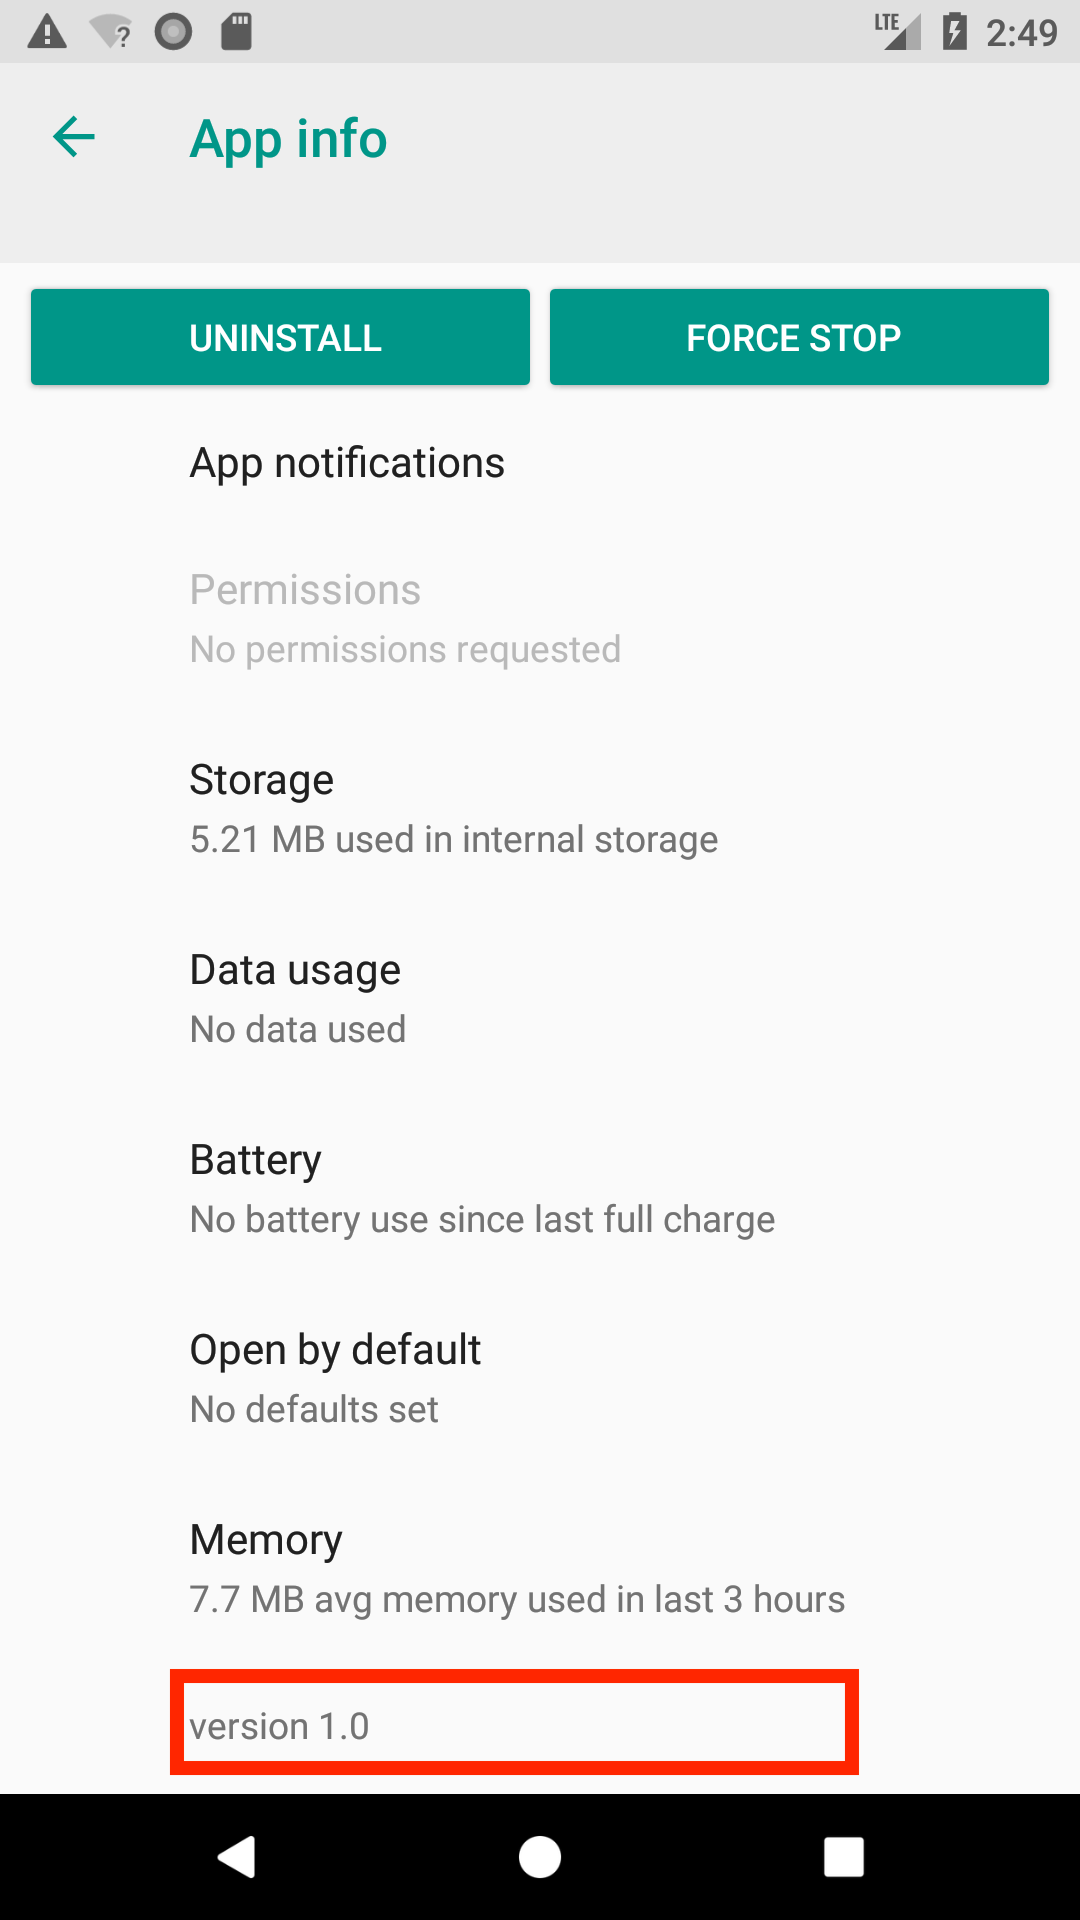 LTE 2:49
App info
UNINSTALL FORCE STOP
App notifications
Permissions
No permissions requested
Storage
5.21 MB used in internal storage
Data usage
No data used
Battery
No battery use since last full charge
Open by default
No defaults set
Memory
7.7 MB avg memory used in last 3 hours
version 1.0